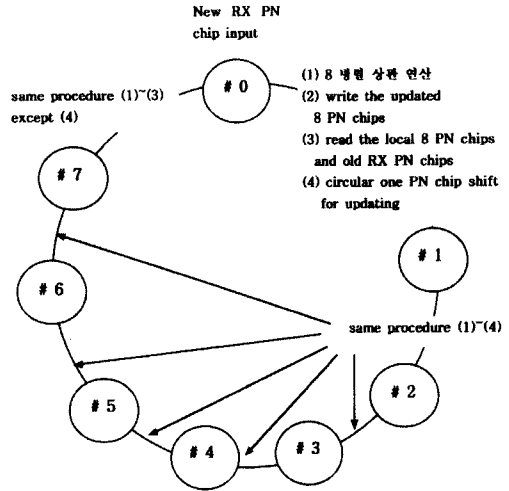 New RX PN
chip input
# 0
(1) 8 병렬 상관 연산
(2) write the updated
8 PN chips
(3) read the local 8 PN chips
and old RX PN chips
(4) circular one PN chip shift
for updating
same procedure (1)~(3)
except (4)
# 7
# 1
# 6
same procedure (1)~(4)
# 2
# 5
# 3
# 4